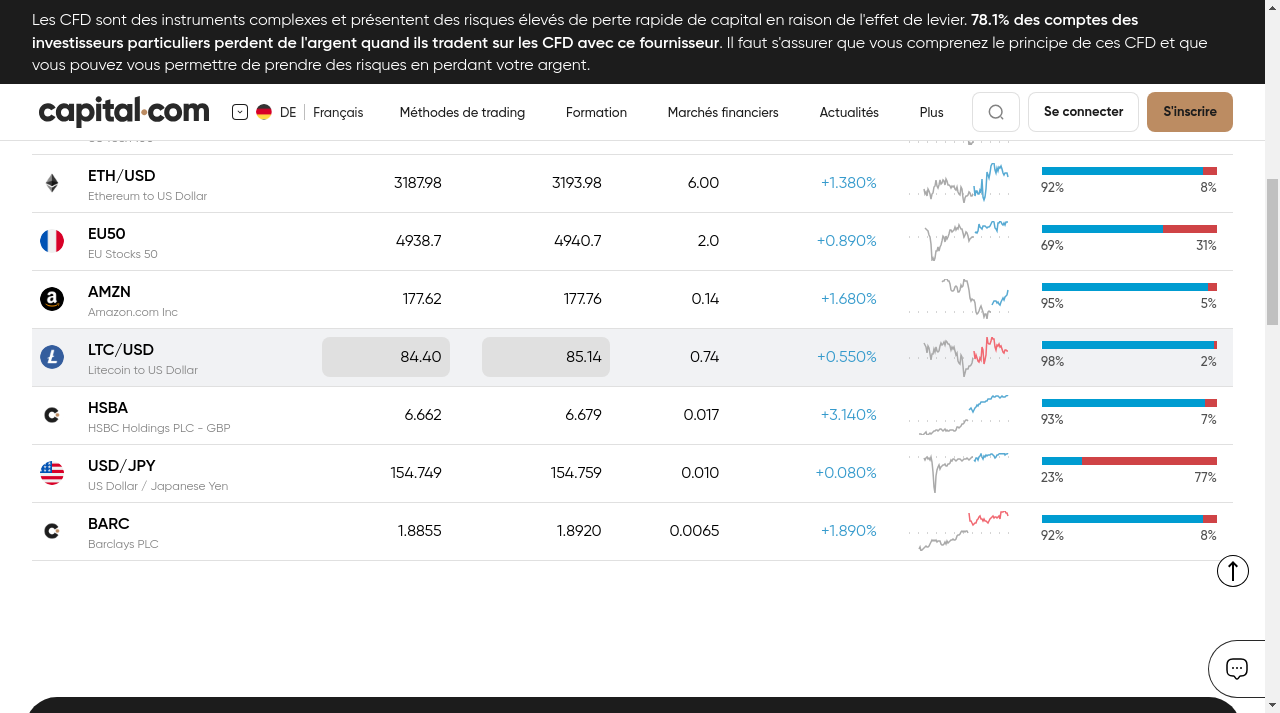 Les CFD sont des instruments complexes et présentent des risques élevés de perte rapide de capital en raison de l'effet de levier. 78.1% des comptes des
investisseurs particuliers perdent de l'argent quand ils tradent sur les CFD avec ce fournisseur. Il faut s'assurer que vous comprenez le principe de ces CFD et que
vous pouvez vous permettre de prendre des risques en perdant votre argent.
capital.com DE Français Méthodes de trading Formation Marchés financiers Actualités Plus Se connecter S'inscrire
ETH/USD 3187.98 3193.98 6.00 +1.380%
Ethereum to US Dollar 92% 8%
EU50 4938.7 4940.7 2.0 +0.890%
EU Stocks 50 69% 31%
AMZN 177.62 177.76 0.14 +1.680%
Amazon.com Inc 95% 5%
LTC/USD 84.40 85.14 0.74 +0.550%
Litecoin to US Dollar 98% 2%
HSBA 6.662 6.679 0.017 +3.140%
HSBC Holdings PLC - GBP 93% 7%
USD/JPY 154.749 154.759 0.010 +0.080%
US Dollar / Japanese Yen 23% 77%
BARC 1.8855 1.8920 0.0065 +1.890%
Barclays PLC 92% 8%